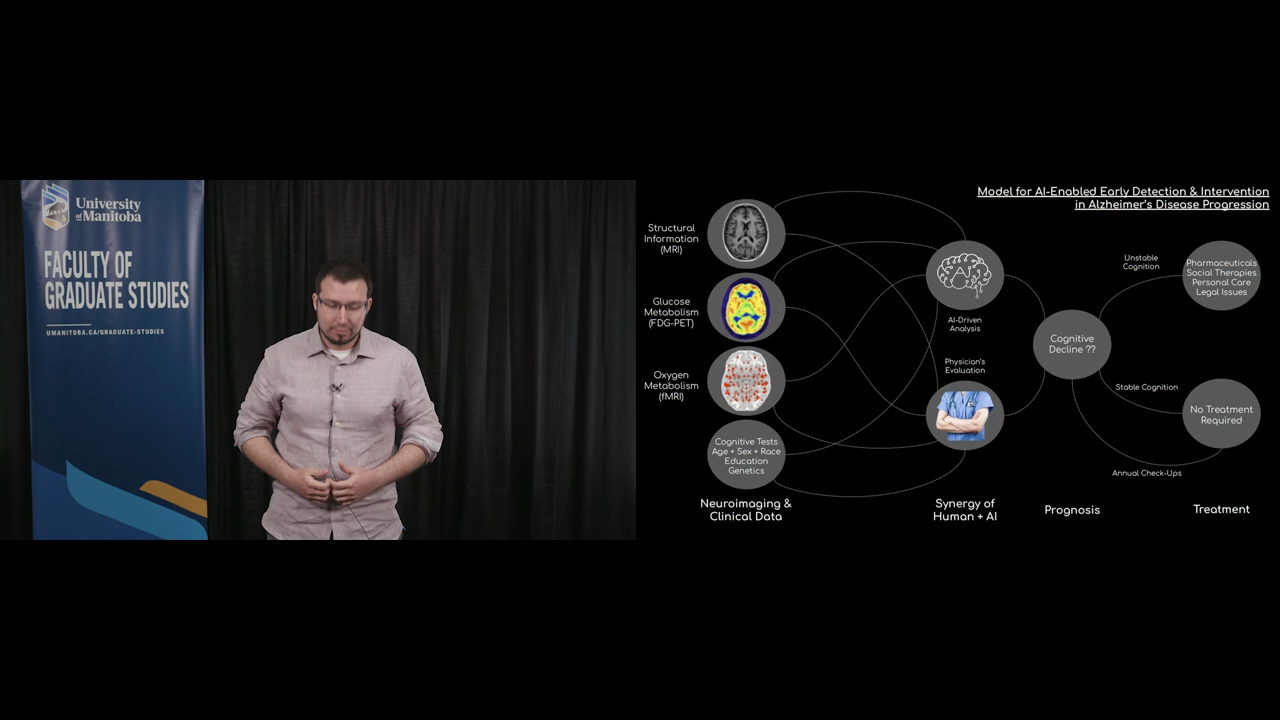 University
of Manitoba
FACULTY OF
GRADUATE STUDIES
UMANITOBA.CA/GRADUATE-STUDIES
Model for AI-Enabled Early Detection & Intervention
in Alzheimer's Disease Progression
Structural
Information
(MRI)
Glucose
Metabolism
(FDG-PET)
Oxygen
Metabolism
(fMRI)
Cognitive Tests
Age + Sex + Race
Education
Genetics
Neuroimaging &
Clinical Data
AI
AI-Driven
Analysis
Physician's
Evaluation
Synergy of
Human + AI
Cognitive
Decline ??
Prognosis
Unstable
Cognition
Stable Cognition
Annual Check-Ups
Pharmaceuticals
Social Therapies
Personal Care
Legal Issues
No Treatment
Required
Treatment